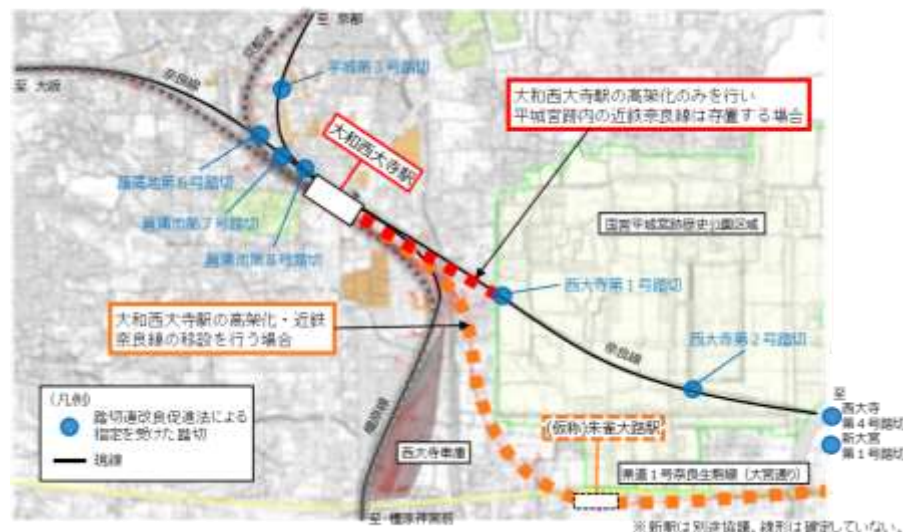 至 京都
京都線
奈良線
至 大阪
平城第3号踏切
大和西大寺駅の高架化のみを行い
平城宮跡内の近鉄奈良線は存置する場合
大和西大寺駅
菖蒲池第6号踏切
菖蒲池第7号踏切
菖蒲池第8号踏切
国営平城宮跡歴史公園区域
西大寺第1号踏切
大和西大寺駅の高架化・近鉄
奈良線の移設を行う場合
奈良線
西大寺第2号踏切
至
西大寺
第4号踏切
新大宮
第1号踏切
(凡例)
踏切道改良促進法による
指定を受けた踏切
現線
橿原線
西大寺車庫
(仮称)朱雀大路駅
県道1号奈良生駒線(大宮通り)
至 橿原神宮前
※新駅は別途協議、線形は確定していない。